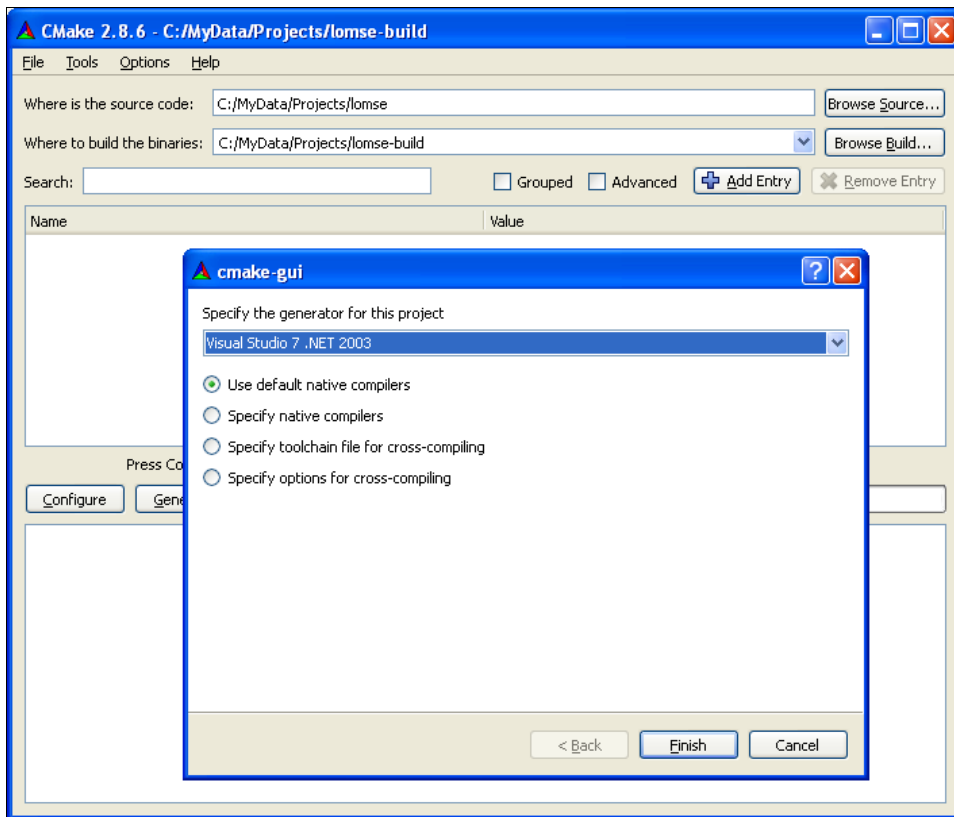 CMake 2.8.6 - C:/MyData/Projects/lomse-build
File Tools Options Help
Where is the source code: C:/MyData/Projects/lomse Browse Source...
Where to build the binaries: C:/MyData/Projects/lomse-build Browse Build...
Search: Grouped Advanced Add Entry Remove Entry
Name Value
cmake-gui
Specify the generator for this project
Visual Studio 7 .NET 2003
Use default native compilers
Specify native compilers
Specify toolchain file for cross-compiling
Specify options for cross-compiling
Press Co
Configure Gene
< Back Finish Cancel